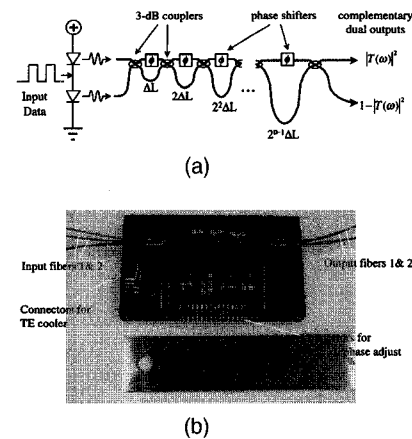 3-dB couplers
phase shifters
complementary
dual outputs
ϕ ϕ ϕ ϕ
|T(ω)|²
Input
Data
ΔL 2ΔL 2²ΔL ...
1-|T(ω)|²
2ⁿ⁻¹ΔL
(a)
Input fibers 1& 2
Output fibers 1& 2
Connectors for
TE cooler
for
phase adjust
(b)